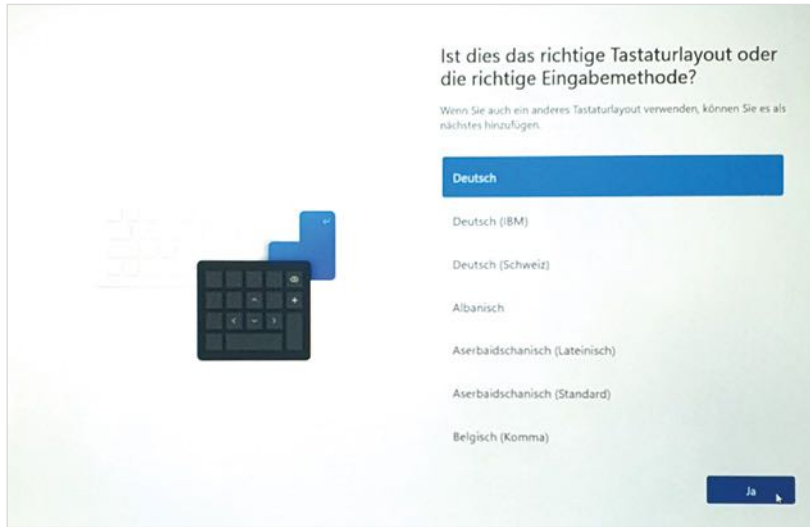 Ist dies das richtige Tastaturlayout oder
die richtige Eingabemethode?
Wenn Sie auch ein anderes Tastaturlayout verwenden, können Sie es als
nächstes hinzufügen.
Deutsch
Deutsch (IBM)
Deutsch (Schweiz)
Albanisch
Aserbaidschanisch (Lateinisch)
Aserbaidschanisch (Standard)
Belgisch (Komma)
Ja